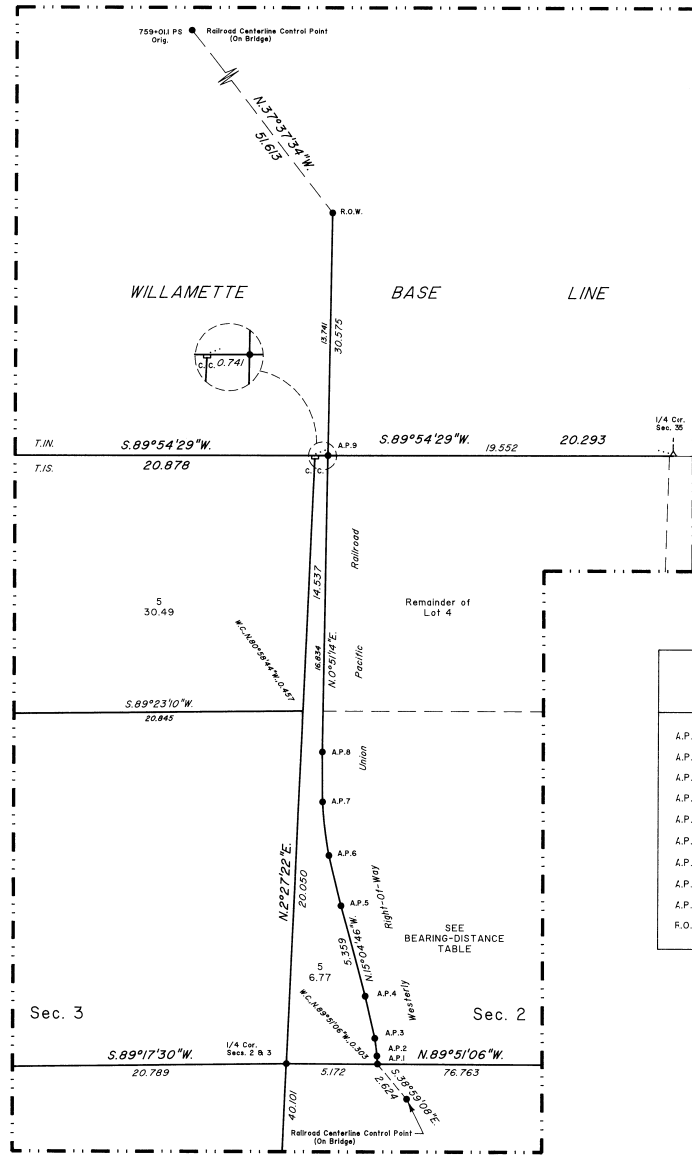 759+01.1 PS
Orig.
Railroad Centerline Control Point
(On Bridge)
N.37°37'34"W.
51.613
R.O.W.
WILLAMETTE BASE LINE
13.741
30.575
C. C. 0.741
1/4 Cor.
Sec. 35
T.1N. S.89°54'29"W. A.P.9 S.89°54'29"W. 19.552 20.293
T.1S. 20.878
C. C.
14.537
Railroad
5
30.49
Remainder of
Lot 4
W.C.,N.80°58'44"W.,0.457
16.834
N.0°51'14"E.
Pacific
S.89°23'10"W.
20.845
A.P.8
Union
A.P.7
A.P.6
A.P.5
N.2°27'22"E.
20.050
Right-Of-Way
5.359
N.15°04'46"W.
SEE
BEARING-DISTANCE
TABLE
5
6.77
A.P.4
Westerly
W.C.,N.89°51'06"W.,0.303
Sec. 3
Sec. 2
A.P.3
A.P.2
A.P.1
S.89°17'30"W.
20.789
1/4 Cor.
Secs. 2 & 3
5.172
N.89°51'06"W.
76.763
40.101
S.38°59'08"E.
2.624
Railroad Centerline Control Point
(On Bridge)
A.P.
A.P.
A.P.
A.P.
A.P.
A.P.
A.P.
A.P.
A.P.
R.O.